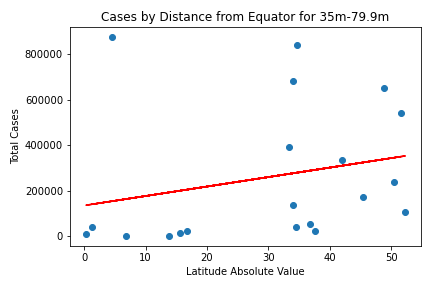 Cases by Distance from Equator for 35m-79.9m
800000
600000
400000
200000
0
Total Cases
0 10 20 30 40 50
Latitude Absolute Value